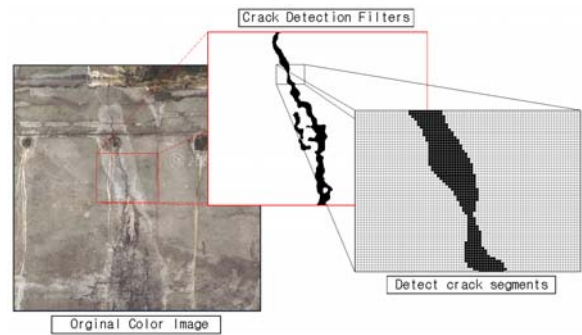 Crack Detection Filters
Detect crack segments
Orginal Color Image